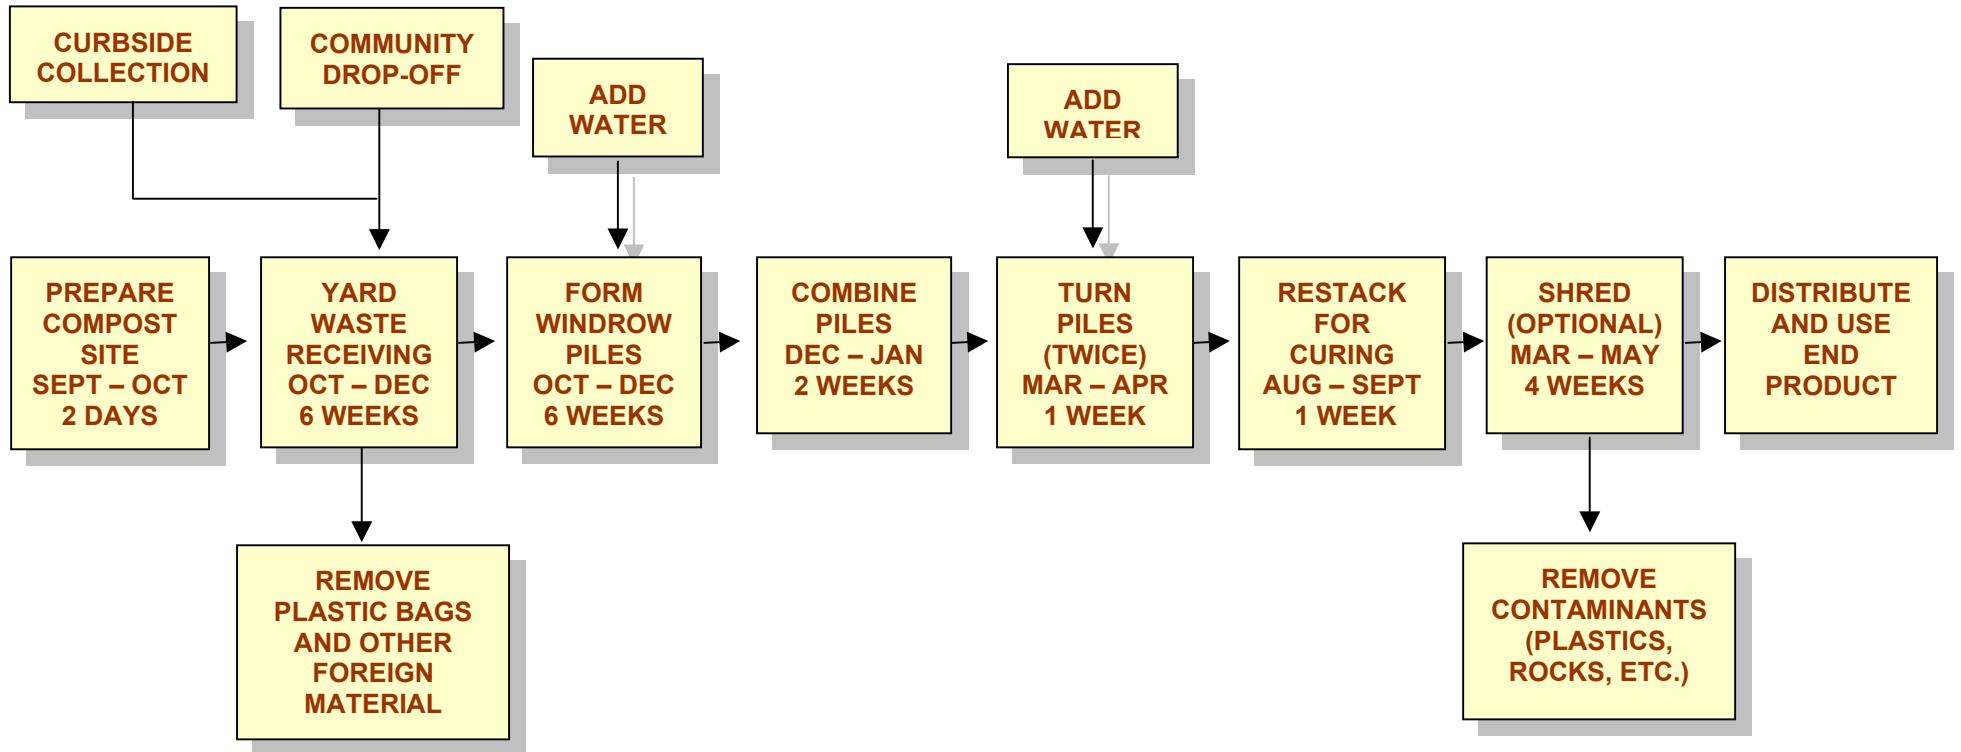 CURBSIDE
COLLECTION
COMMUNITY
DROP-OFF
ADD
WATER
ADD
WATER
PREPARE
COMPOST
SITE
SEPT – OCT
2 DAYS
YARD
WASTE
RECEIVING
OCT – DEC
6 WEEKS
FORM
WINDROW
PILES
OCT – DEC
6 WEEKS
COMBINE
PILES
DEC – JAN
2 WEEKS
TURN
PILES
(TWICE)
MAR – APR
1 WEEK
RESTACK
FOR
CURING
AUG – SEPT
1 WEEK
SHRED
(OPTIONAL)
MAR – MAY
4 WEEKS
DISTRIBUTE
AND USE
END
PRODUCT
REMOVE
PLASTIC BAGS
AND OTHER
FOREIGN
MATERIAL
REMOVE
CONTAMINANTS
(PLASTICS,
ROCKS, ETC.)